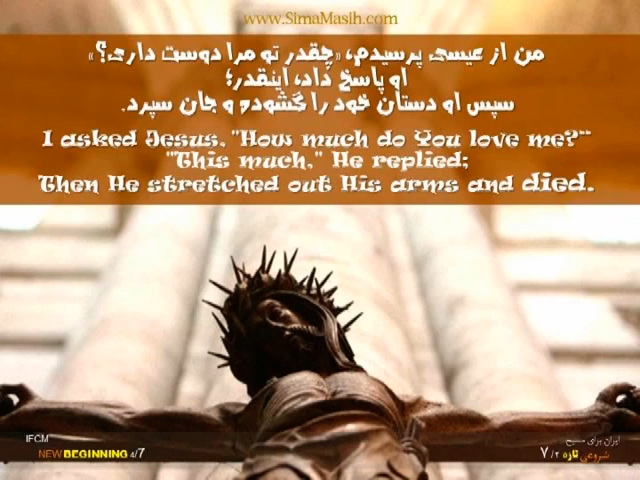 www.SimaMasih.com
من از عیسی پرسیدم، «چقدر تو مرا دوست داری؟»
او پاسخ داد، اینقدر؛
سپس او دستان خود را گشوده و جان سپرد.
I asked Jesus, "How much do You love me?"
"This much," He replied;
Then He stretched out His arms and died.
IFCM
ایران برای مسیح
NEW BEGINNING 4/7
شروعی تازه ۷/۲